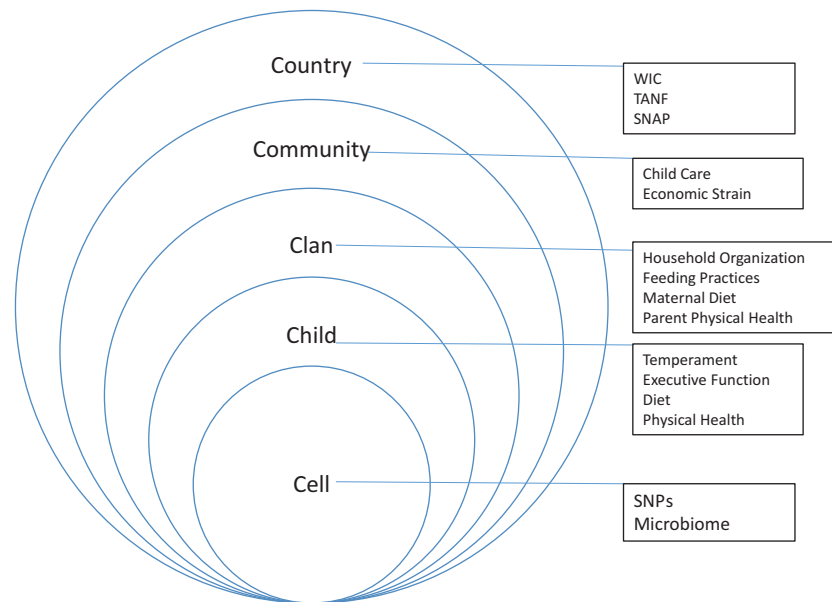 Country
WIC
TANF
SNAP
Community
Child Care
Economic Strain
Clan
Household Organization
Feeding Practices
Maternal Diet
Parent Physical Health
Child
Temperament
Executive Function
Diet
Physical Health
Cell
SNPs
Microbiome